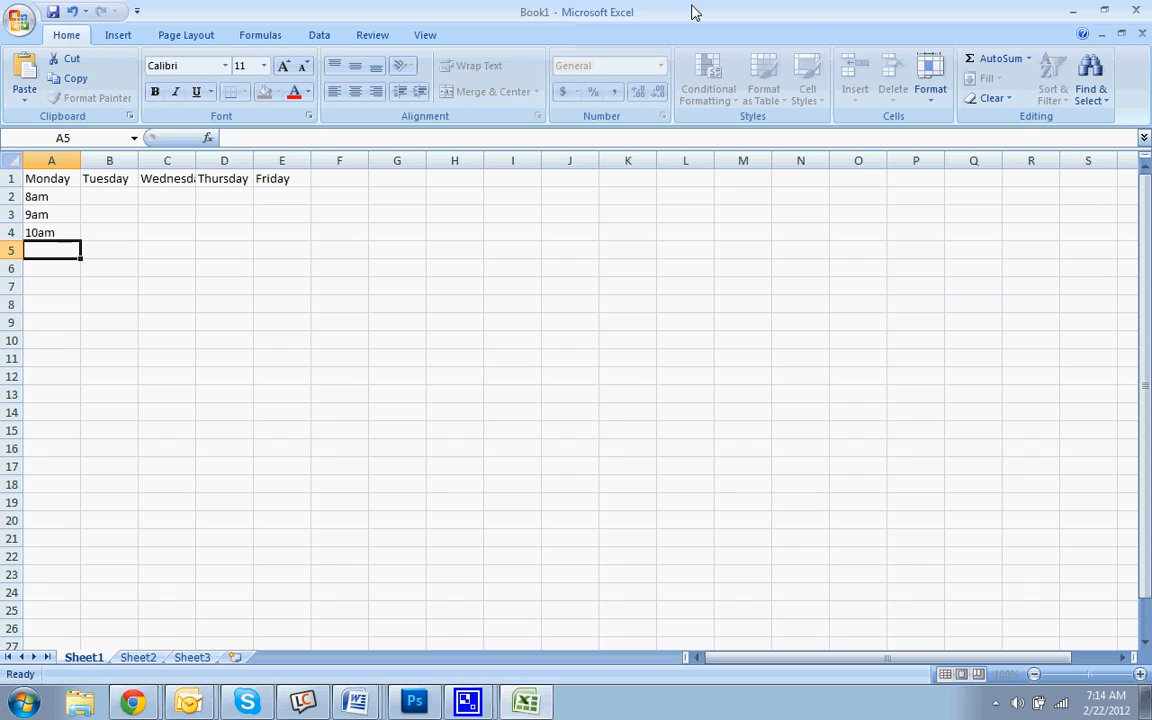 Book1 - Microsoft Excel
Home Insert Page Layout Formulas Data Review View
Paste
Cut
Copy
Format Painter
Clipboard
Calibri 11 A A
B I U A
Font
Wrap Text
Merge & Center
Alignment
General
$ % ,
Number
Conditional Formatting
Format as Table
Cell Styles
Styles
Insert Delete Format
Cells
Σ AutoSum
Fill
Clear
Sort & Filter
Find & Select
Editing
A5 fx
A B C D E F G H I J K L M N O P Q R S
1 Monday Tuesday Wednesda Thursday Friday
2 8am
3 9am
4 10am
5
6
7
8
9
10
11
12
13
14
15
16
17
18
19
20
21
22
23
24
25
26
27
Sheet1 Sheet2 Sheet3
Ready 100%
W Ps
7:14 AM
2/22/2012